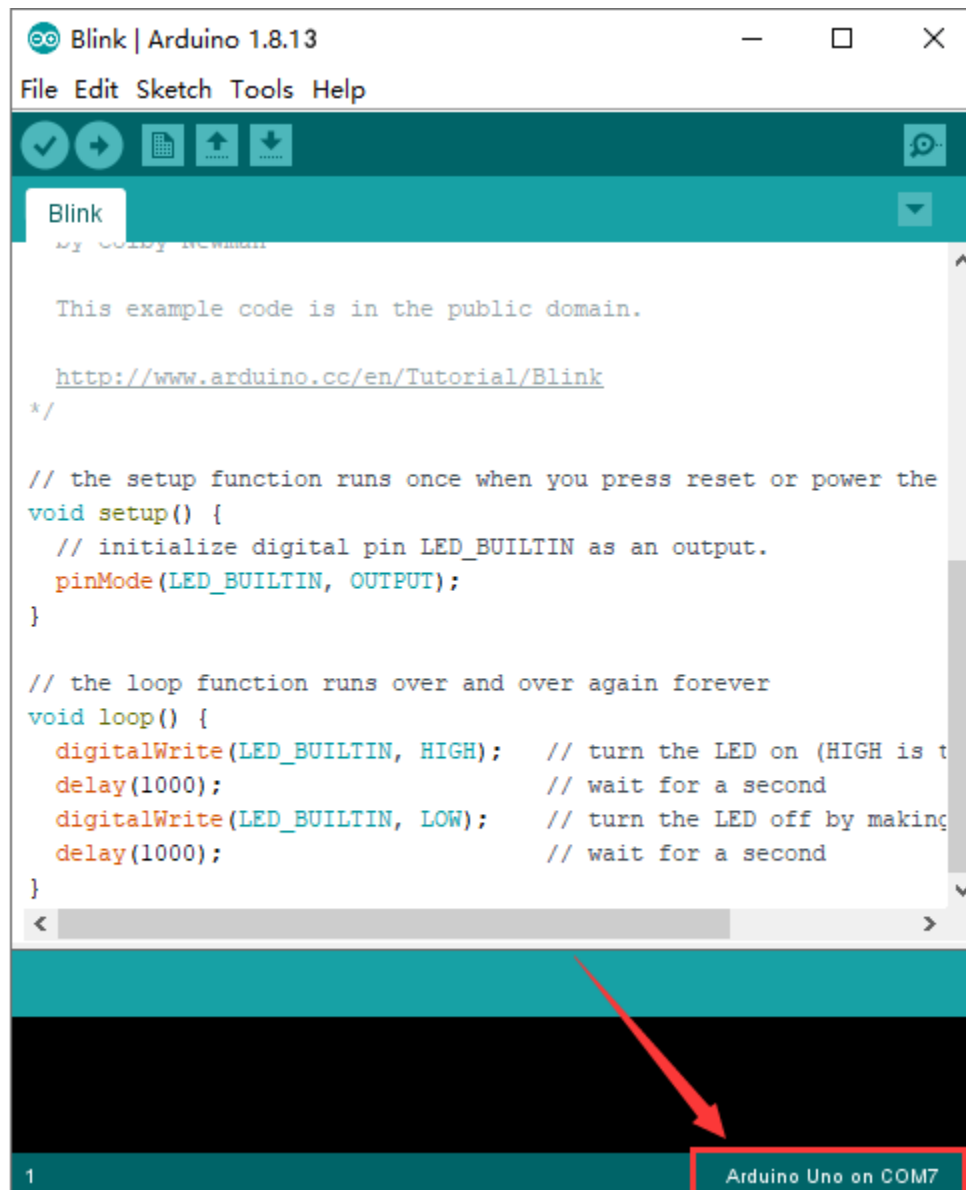 Blink | Arduino 1.8.13
File Edit Sketch Tools Help
Blink
by Colby Newman
This example code is in the public domain.
http://www.arduino.cc/en/Tutorial/Blink
*/
// the setup function runs once when you press reset or power the
void setup() {
  // initialize digital pin LED_BUILTIN as an output.
  pinMode(LED_BUILTIN, OUTPUT);
}
// the loop function runs over and over again forever
void loop() {
  digitalWrite(LED_BUILTIN, HIGH);   // turn the LED on (HIGH is t
  delay(1000);                       // wait for a second
  digitalWrite(LED_BUILTIN, LOW);    // turn the LED off by making
  delay(1000);                       // wait for a second
}
1
Arduino Uno on COM7